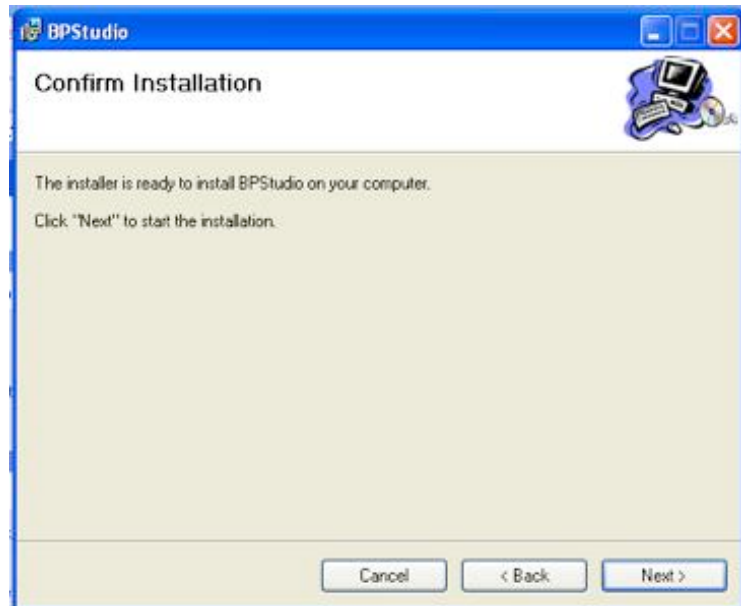 BPStudio
Confirm Installation
The installer is ready to install BPStudio on your computer.
Click "Next" to start the installation.
Cancel
< Back
Next >